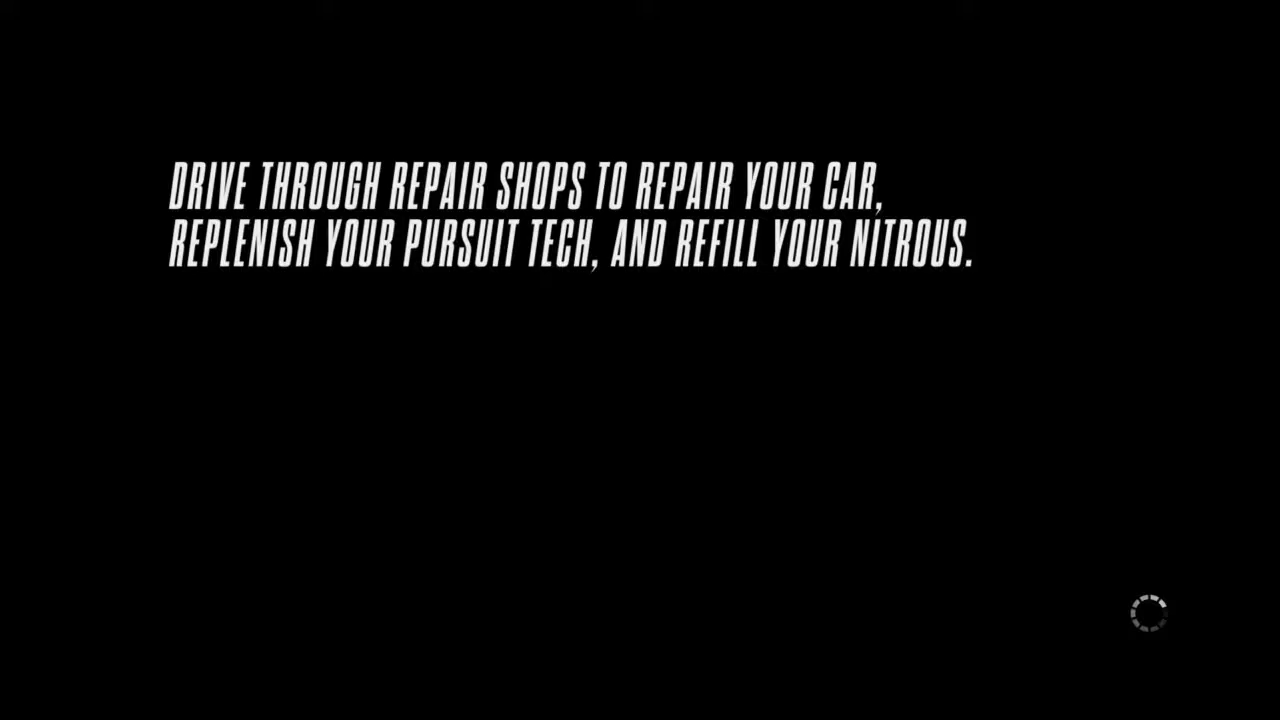 DRIVE THROUGH REPAIR SHOPS TO REPAIR YOUR CAR,
REPLENISH YOUR PURSUIT TECH, AND REFILL YOUR NITROUS.